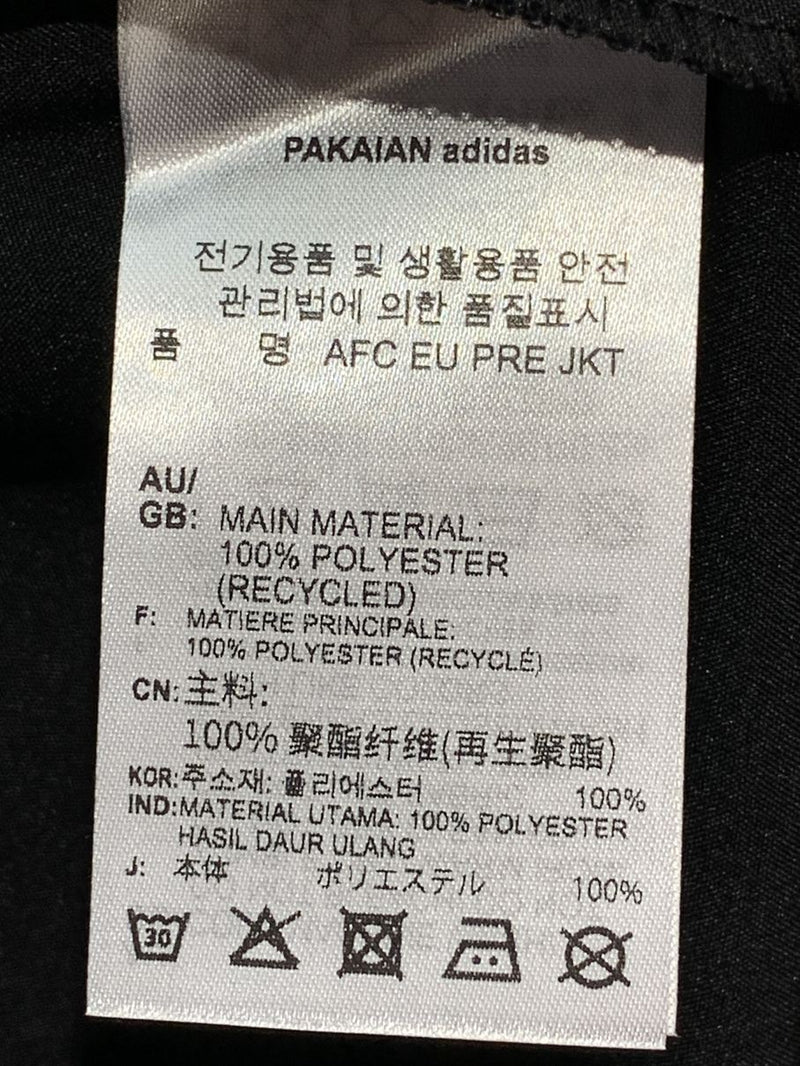 PAKAIAN adidas
전기용품 및 생활용품 안전
관리법에 의한 품질표시
품 명 AFC EU PRE JKT
AU/
GB: MAIN MATERIAL:
100% POLYESTER
(RECYCLED)
F: MATIERE PRINCIPALE:
100% POLYESTER (RECYCLÉ)
CN: 主料:
100% 聚酯纤维(再生聚酯)
KOR: 주소재: 폴리에스터 100%
IND: MATERIAL UTAMA: 100% POLYESTER
HASIL DAUR ULANG
J: 本体 ポリエステル 100%
30